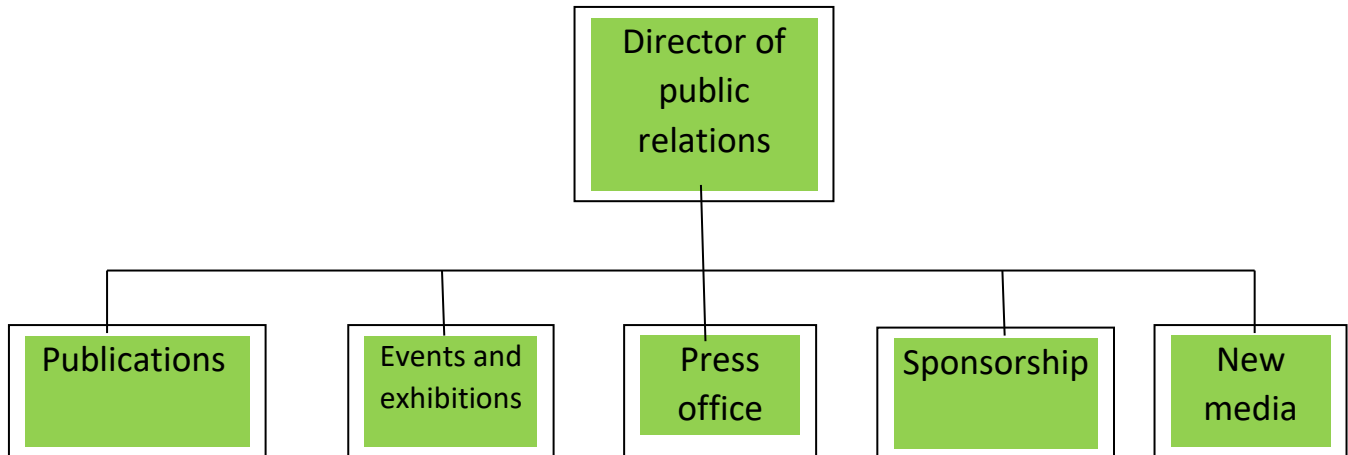 Director of
public
relations
Publications
Events and
exhibitions
Press
office
Sponsorship
New
media